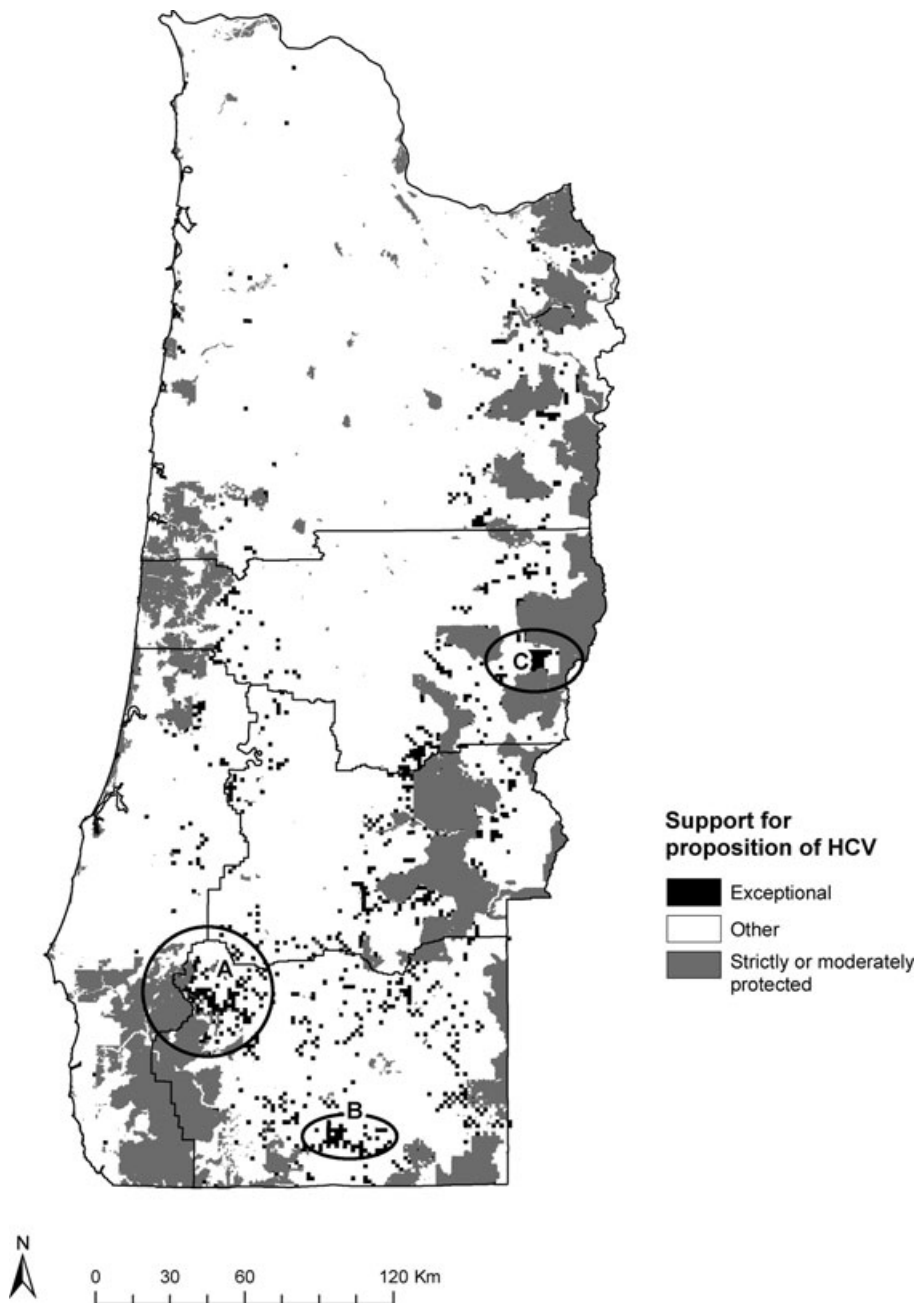 C
A
B
Support for
proposition of HCV
Exceptional
Other
Strictly or moderately
protected
N
0 30 60 120 Km